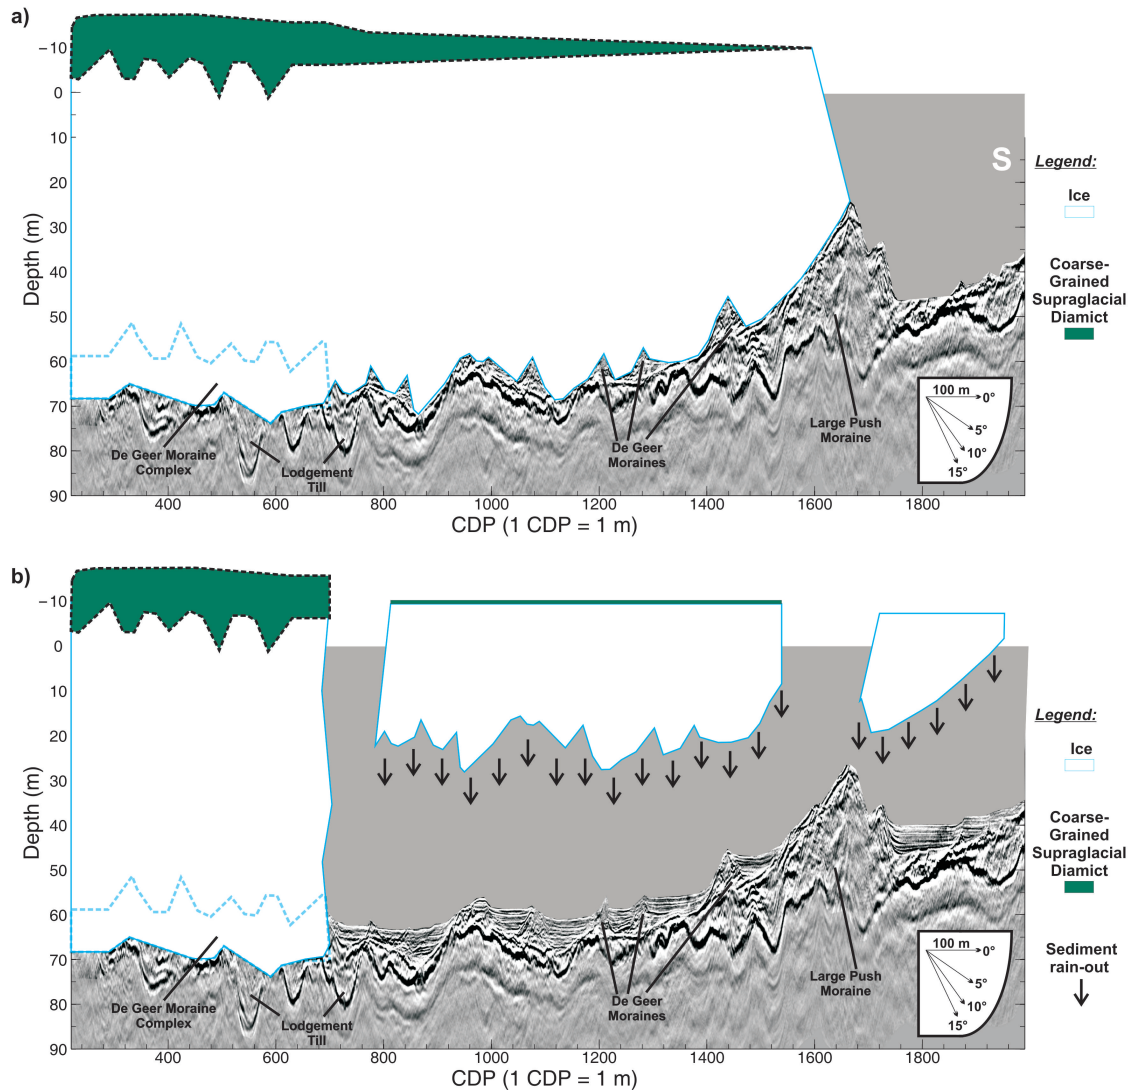 a)
–10
0
10
20
30
40
50
60
70
80
90
Depth (m)
S
Legend:
Ice
Coarse-
Grained
Supraglacial
Diamict
De Geer Moraine
Complex
Lodgement
Till
De Geer
Moraines
Large Push
Moraine
100 m
0°
5°
10°
15°
400
600
800
1000
1200
1400
1600
1800
CDP (1 CDP = 1 m)
b)
–10
0
10
20
30
40
50
60
70
80
90
Depth (m)
Legend:
Ice
Coarse-
Grained
Supraglacial
Diamict
Sediment
rain-out
De Geer Moraine
Complex
Lodgement
Till
De Geer
Moraines
Large Push
Moraine
100 m
0°
5°
10°
15°
400
600
800
1000
1200
1400
1600
1800
CDP (1 CDP = 1 m)